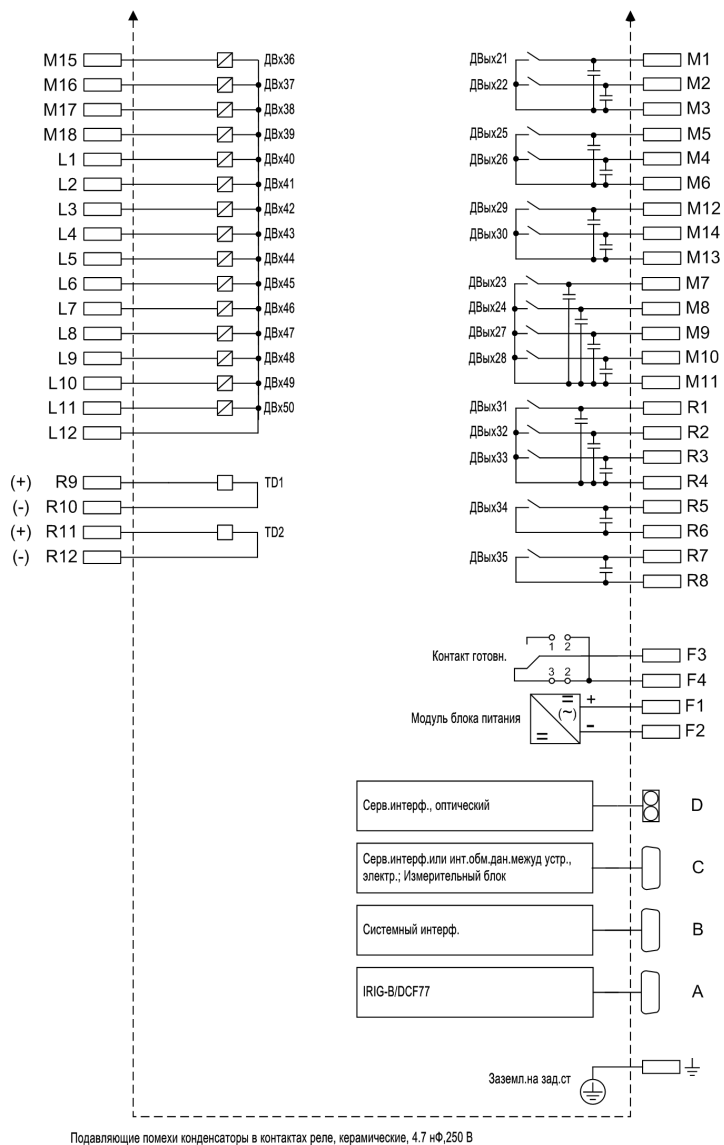 M15 ДВх36 ДВых21 M1
M16 ДВх37 ДВых22 M2
M17 ДВх38 M3
M18 ДВх39 ДВых25 M5
L1 ДВх40 ДВых26 M4
L2 ДВх41 M6
L3 ДВх42 ДВых29 M12
L4 ДВх43 ДВых30 M14
L5 ДВх44 M13
L6 ДВх45 ДВых23 M7
L7 ДВх46 ДВых24 M8
L8 ДВх47 ДВых27 M9
L9 ДВх48 ДВых28 M10
L10 ДВх49 M11
L11 ДВх50 ДВых31 R1
L12 ДВых32 R2
ДВых33 R3
(+) R9 TD1 R4
(-) R10 ДВых34 R5
(+) R11 TD2 R6
(-) R12 ДВых35 R7
R8
1 2
Контакт готовн. F3
3 2 F4
+ F1
(~)
Модуль блока питания
- F2
Серв.интерф., оптический D
Серв.интерф.или инт.обм.дан.межуд устр.,
электр.; Измерительный блок C
Системный интерф. B
IRIG-B/DCF77 A
Заземл.на зад.ст
Подавляющие помехи конденсаторы в контактах реле, керамические, 4.7 нФ,250 В